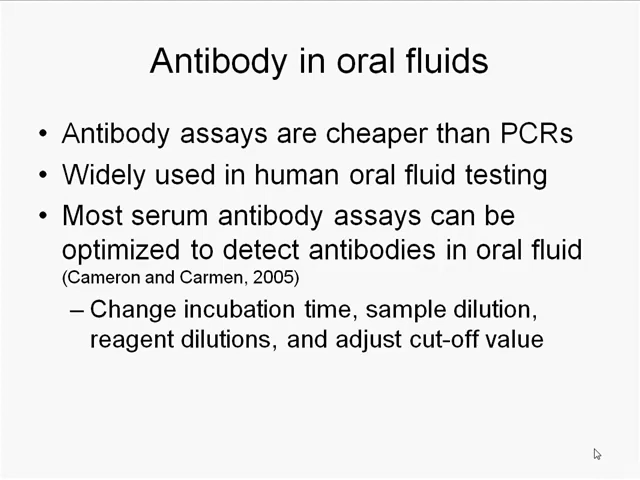 Antibody in oral fluids
• Antibody assays are cheaper than PCRs
• Widely used in human oral fluid testing
• Most serum antibody assays can be
optimized to detect antibodies in oral fluid
(Cameron and Carmen, 2005)
– Change incubation time, sample dilution,
reagent dilutions, and adjust cut-off value